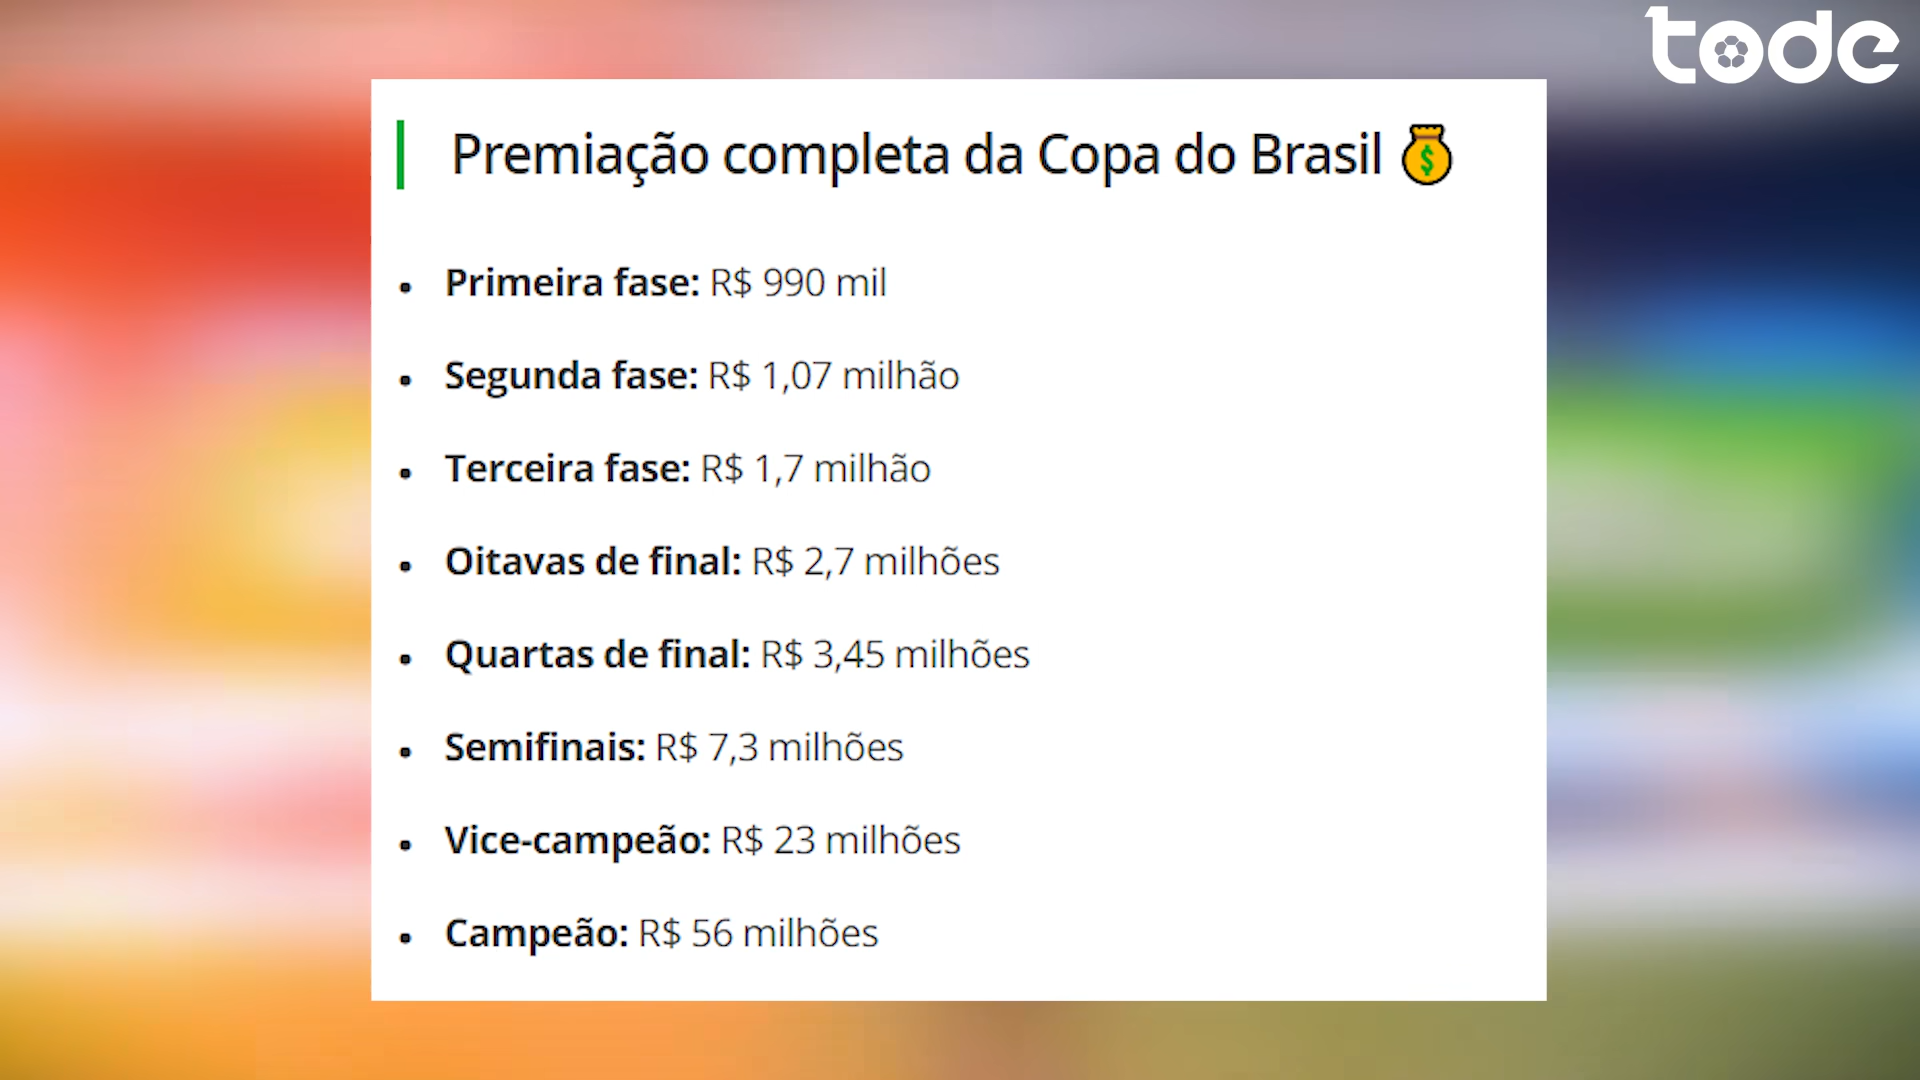 tode
Premiação completa da Copa do Brasil 💰
• Primeira fase: R$ 990 mil
• Segunda fase: R$ 1,07 milhão
• Terceira fase: R$ 1,7 milhão
• Oitavas de final: R$ 2,7 milhões
• Quartas de final: R$ 3,45 milhões
• Semifinais: R$ 7,3 milhões
• Vice-campeão: R$ 23 milhões
• Campeão: R$ 56 milhões